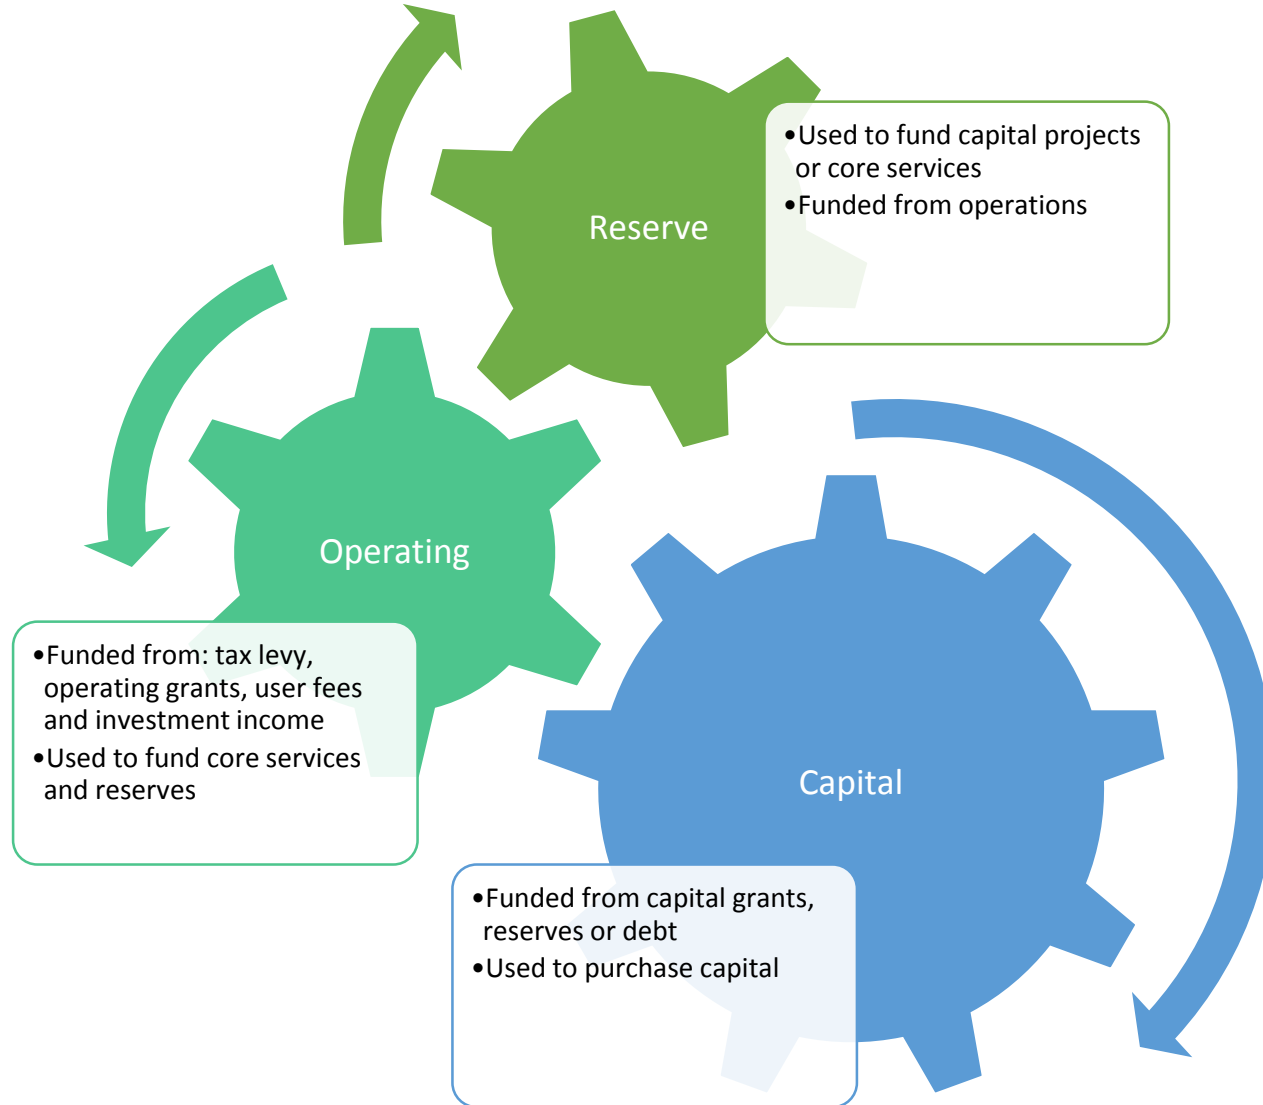 Reserve
•Used to fund capital projects
or core services
•Funded from operations
Operating
•Funded from: tax levy,
operating grants, user fees
and investment income
•Used to fund core services
and reserves
Capital
•Funded from capital grants,
reserves or debt
•Used to purchase capital